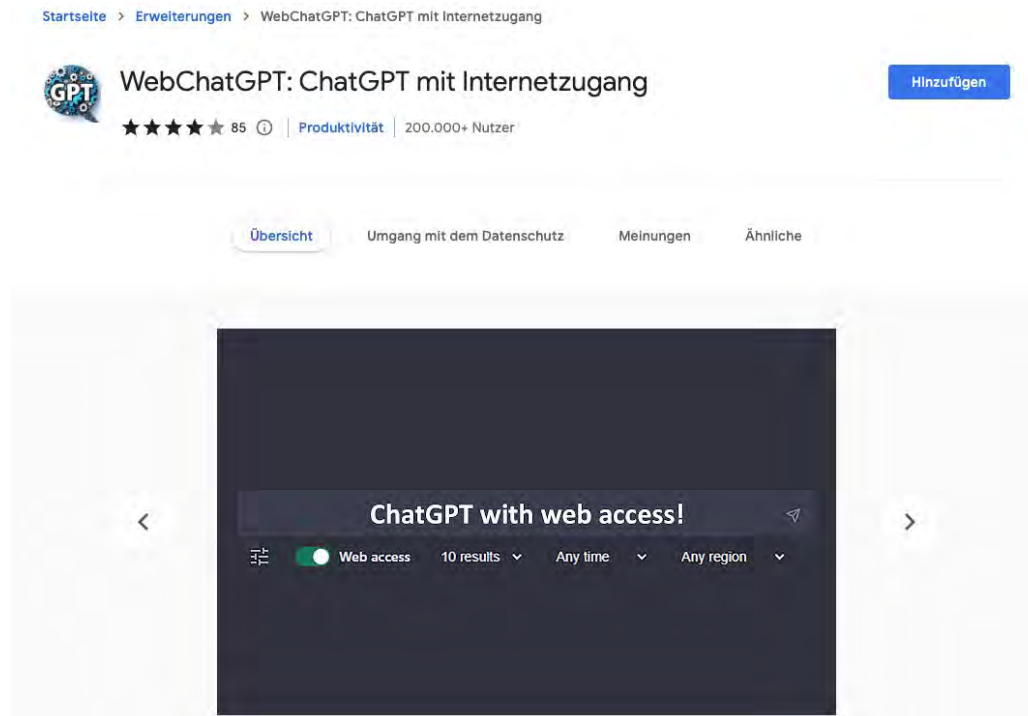 Startseite > Erweiterungen > WebChatGPT: ChatGPT mit Internetzugang
GPT
WebChatGPT: ChatGPT mit Internetzugang
Hinzufügen
85 Produktivität 200.000+ Nutzer
Übersicht Umgang mit dem Datenschutz Meinungen Ähnliche
ChatGPT with web access!
Web access 10 results Any time Any region